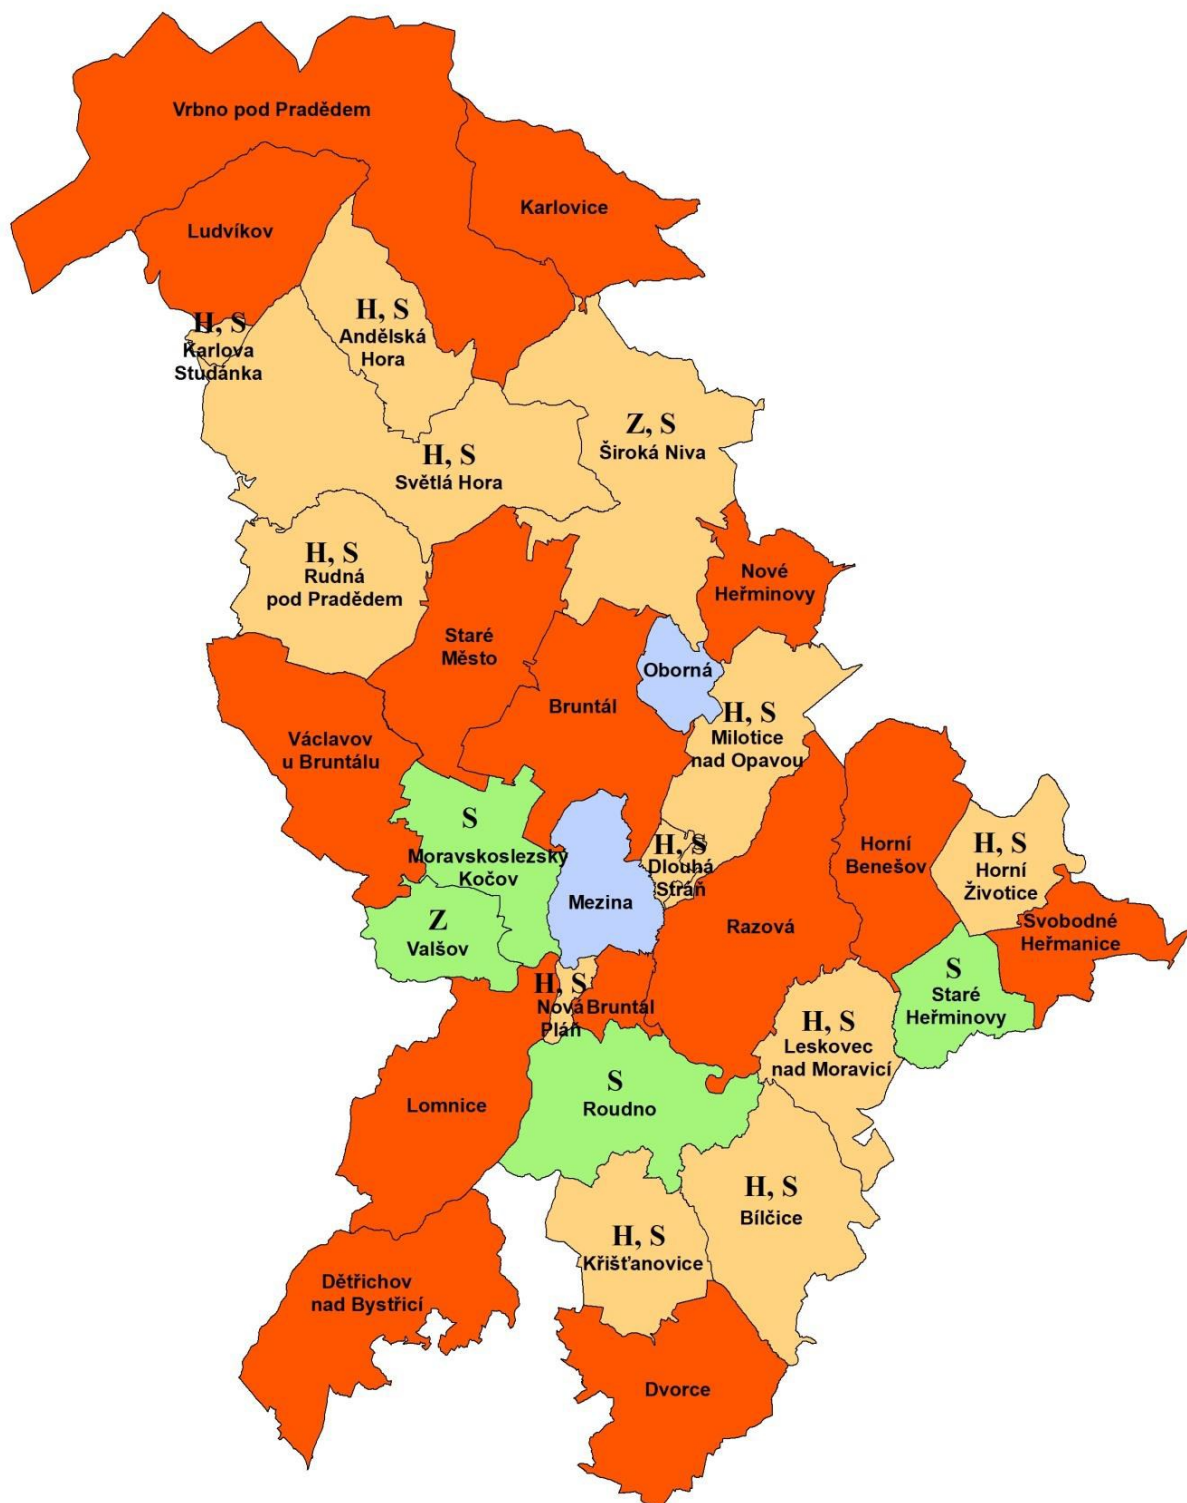 Vrbno pod Pradědem
Karlovice
Ludvíkov
H, S
Andělská
Hora
H, S
Karlova
Studánka
Z, S
Široká Niva
H, S
Světlá Hora
H, S
Rudná
pod Pradědem
Nové
Heřminovy
Staré
Město
Oborná
Bruntál
H, S
Milotice
nad Opavou
Václavov
u Bruntálu
S
Moravskoslezský
Kočov
H, S
Dlouhá
Stráň
Horní
Benešov
H, S
Horní
Životice
Mezina
Z
Valšov
Razová
Svobodné
Heřmanice
H, S
Nová
Pláň
Bruntál
S
Staré
Heřminovy
H, S
Leskovec
nad Moravicí
Lomnice
S
Roudno
H, S
Bílčice
H, S
Křišťanovice
Dětřichov
nad Bystřicí
Dvorce